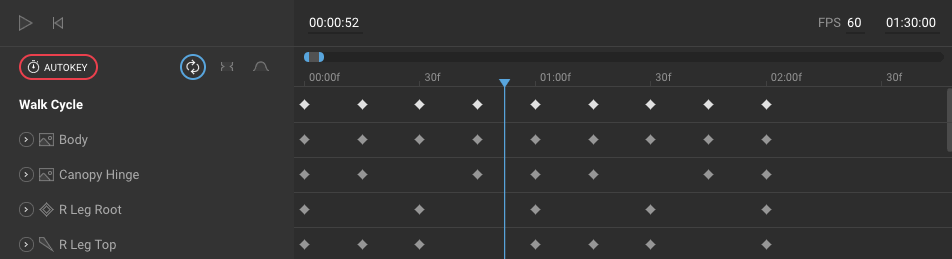 00:00:52 FPS 60 01:30:00
AUTOKEY
00:00f 30f 01:00f 30f 02:00f 30f
Walk Cycle
Body
Canopy Hinge
R Leg Root
R Leg Top